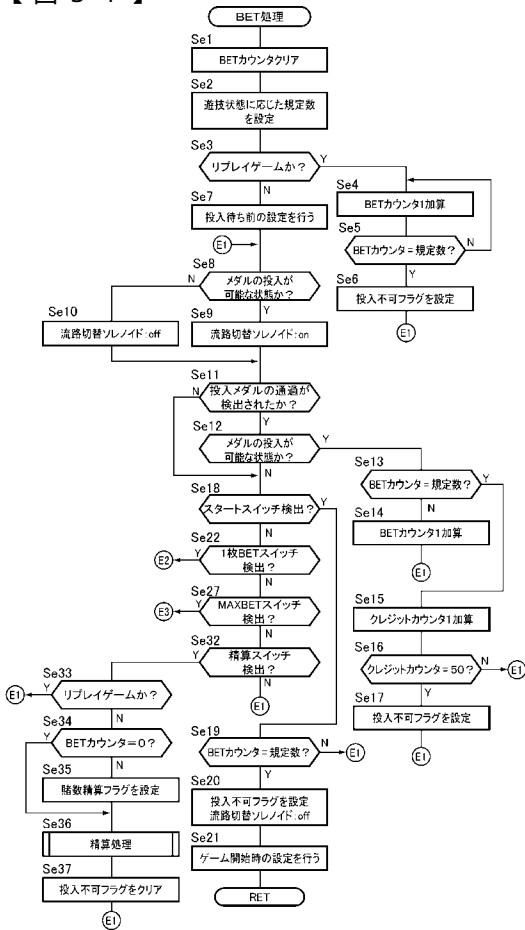 【図34】
BET処理
Se1
BETカウンタクリア
Se2
遊技状態に応じた規定数
を設定
Se3
リプレイゲームか?
Y
N
Se4
BETカウンタ1加算
Se5
BETカウンタ=規定数?
N
Y
Se6
投入不可フラグを設定
E1
Se7
投入待ち前の設定を行う
E1
Se8
メダルの投入が
可能な状態か?
N
Y
Se10
流路切替ソレノイド:off
Se9
流路切替ソレノイド:on
Se11
投入メダルの通過が
検出されたか?
N
Y
Se12
メダルの投入が
可能な状態か?
Y
N
Se13
BETカウンタ=規定数?
Y
N
Se14
BETカウンタ1加算
E1
Se15
クレジットカウンタ1加算
Se16
クレジットカウンタ=50?
N
E1
Y
Se17
投入不可フラグを設定
E1
Se18
スタートスイッチ検出?
Y
N
Se22
1枚BETスイッチ
検出?
Y
E2
N
Se27
MAXBETスイッチ
検出?
Y
E3
N
Se32
精算スイッチ
検出?
Y
N
E1
Se33
リプレイゲームか?
Y
E1
N
Se34
BETカウンタ=0?
Y
N
Se35
賭数精算フラグを設定
Se36
精算処理
Se37
投入不可フラグをクリア
E1
Se19
BETカウンタ=規定数?
N
E1
Y
Se20
投入不可フラグを設定
流路切替ソレノイド:off
Se21
ゲーム開始時の設定を行う
RET